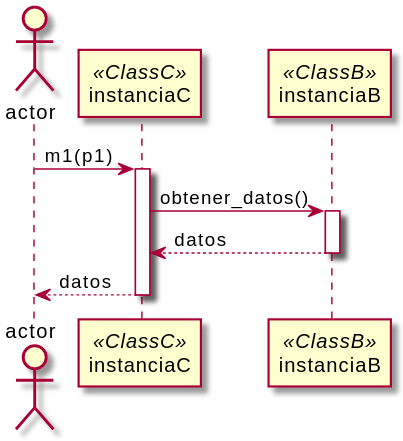 «ClassC»
instanciaC
«ClassB»
instanciaB
actor
m1(p1)
obtener_datos()
datos
datos
actor
«ClassC»
instanciaC
«ClassB»
instanciaB